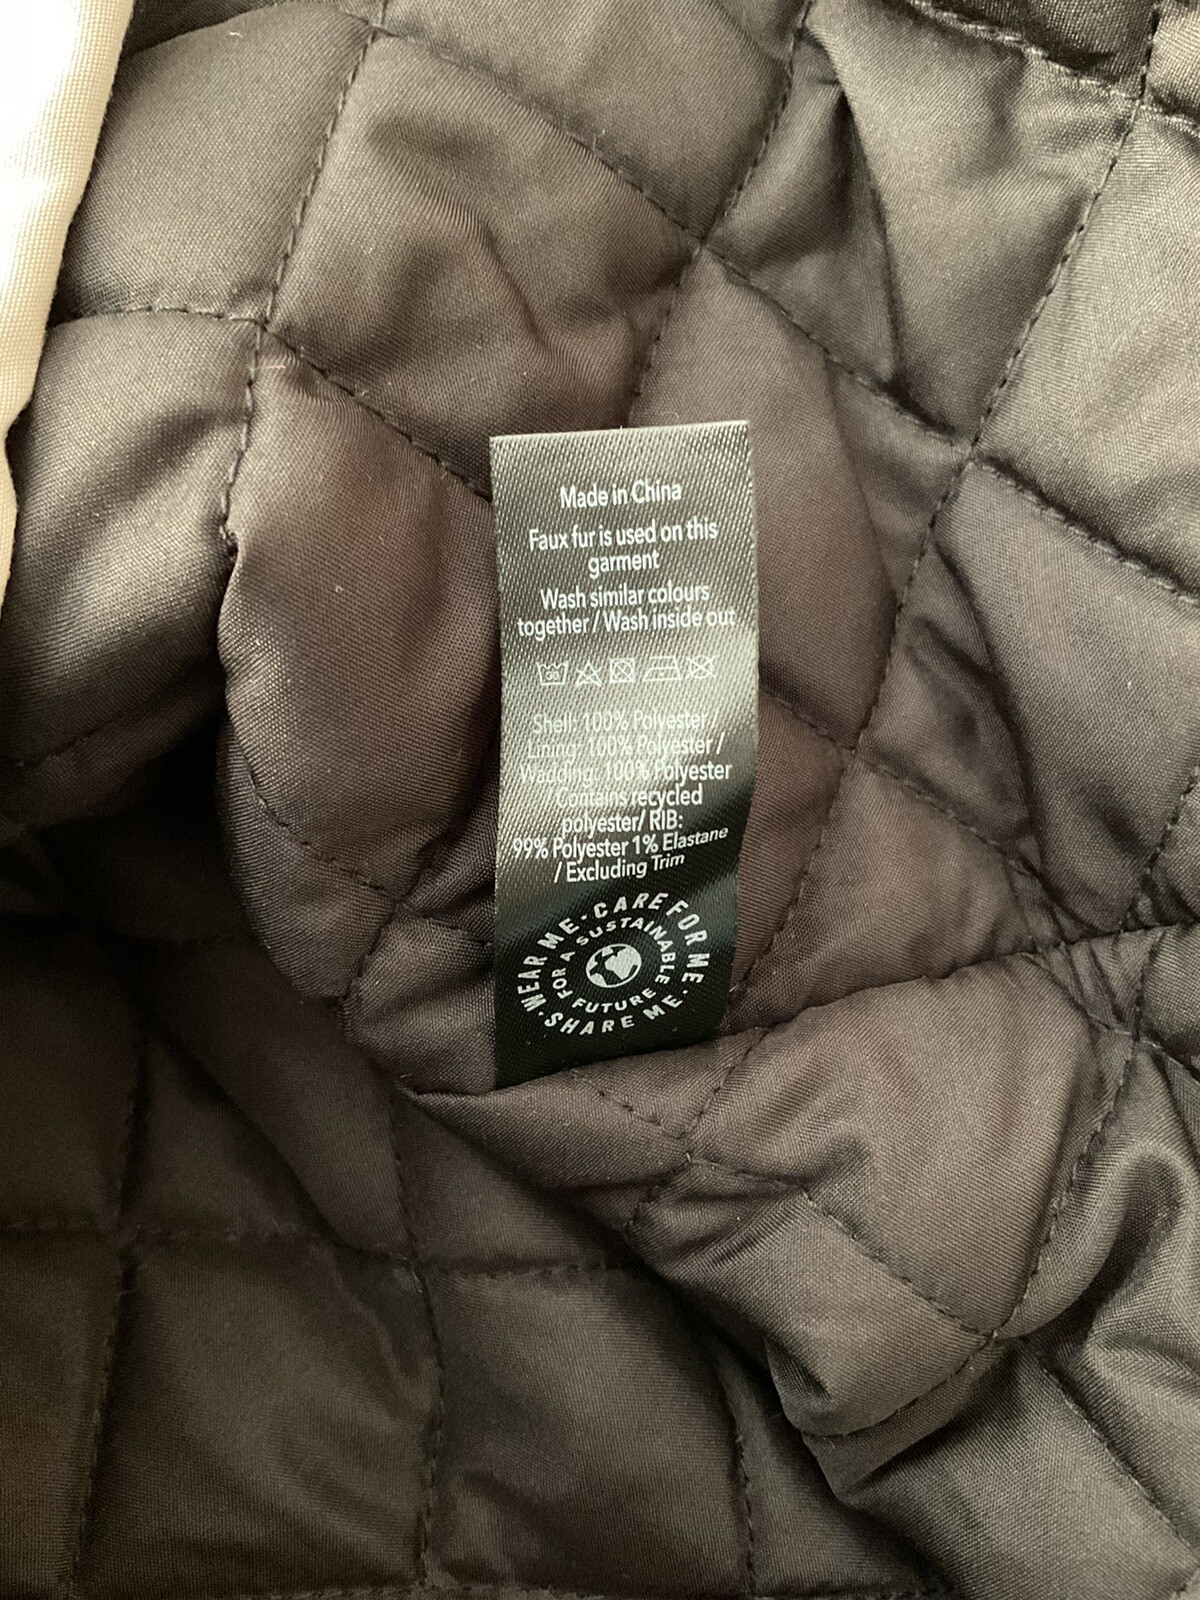 Made in China
Faux fur is used on this
garment
Wash similar colours
together / Wash inside out
30
Shell: 100% Polyester /
Lining: 100% Polyester /
Wadding: 100% Polyester
/ Contains recycled
polyester/ RIB:
99% Polyester 1% Elastane
/ Excluding Trim
WEAR ME · CARE FOR ME · SHARE ME ·
FOR A SUSTAINABLE FUTURE